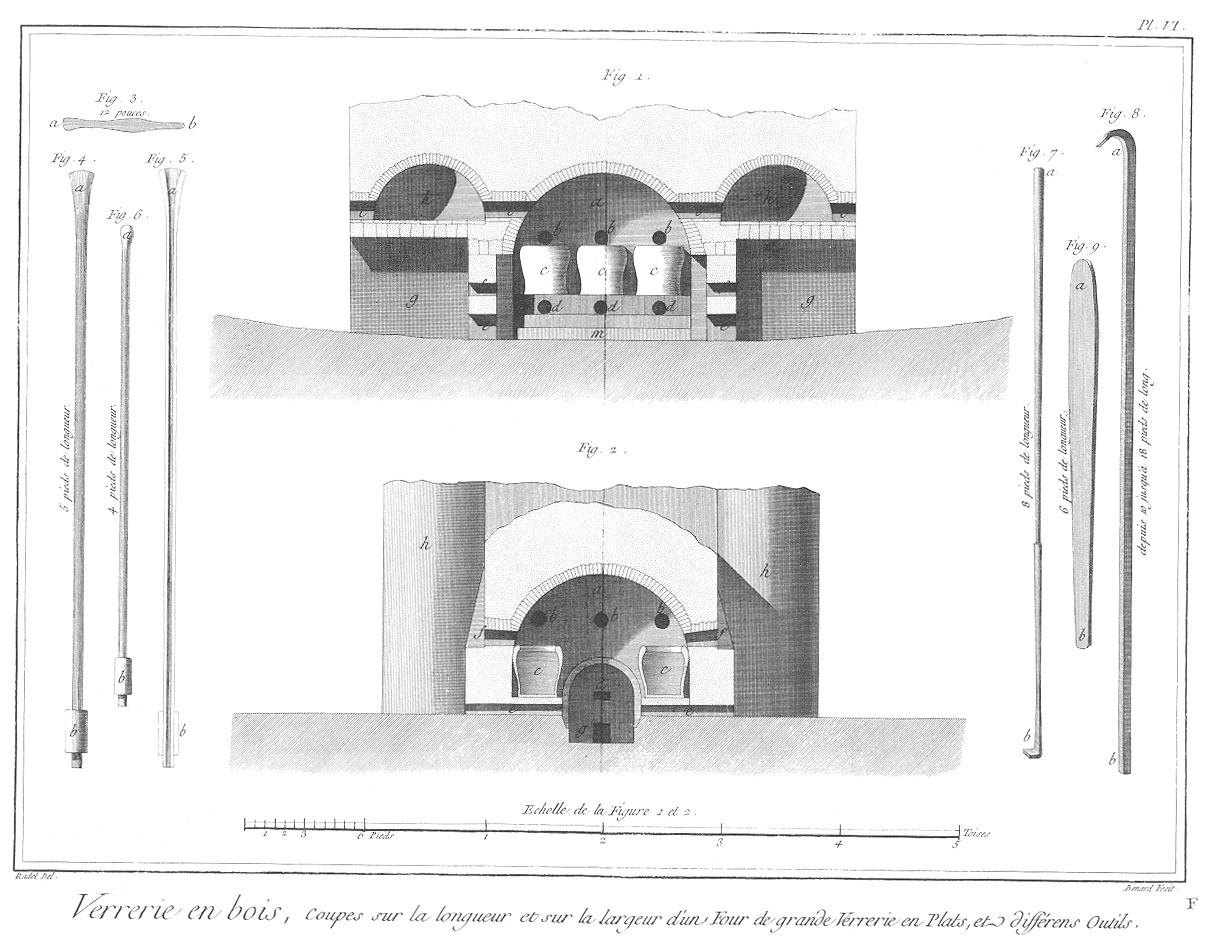 Pl. VI.
Fig. 1.
Fig. 3.
12 pouces.
a b
Fig. 4.
Fig. 5.
a a
Fig. 6.
a
5 pieds de longueur.
4 pieds de longueur.
b
b b
h h
a
b b b
c c c
d d d
g g
m
Fig. 2.
h h
a
b b b
f f
c c
d
e e
g
Fig. 7.
a
Fig. 8.
a
Fig. 9.
a
8 pieds de longueur.
6 pieds de longueur.
depuis 10 jusqu'à 18 pieds de long.
b
b
b
Echelle de la Figure 1 et 2.
1 2 3 6 Pieds 1 2 3 4 5 Toises
Radel Del.
Benard Fecit.
F
Verrerie en bois, Coupes sur la longueur et sur la largeur d'un Four de grande Verrerie en Plats, et différens Outils.